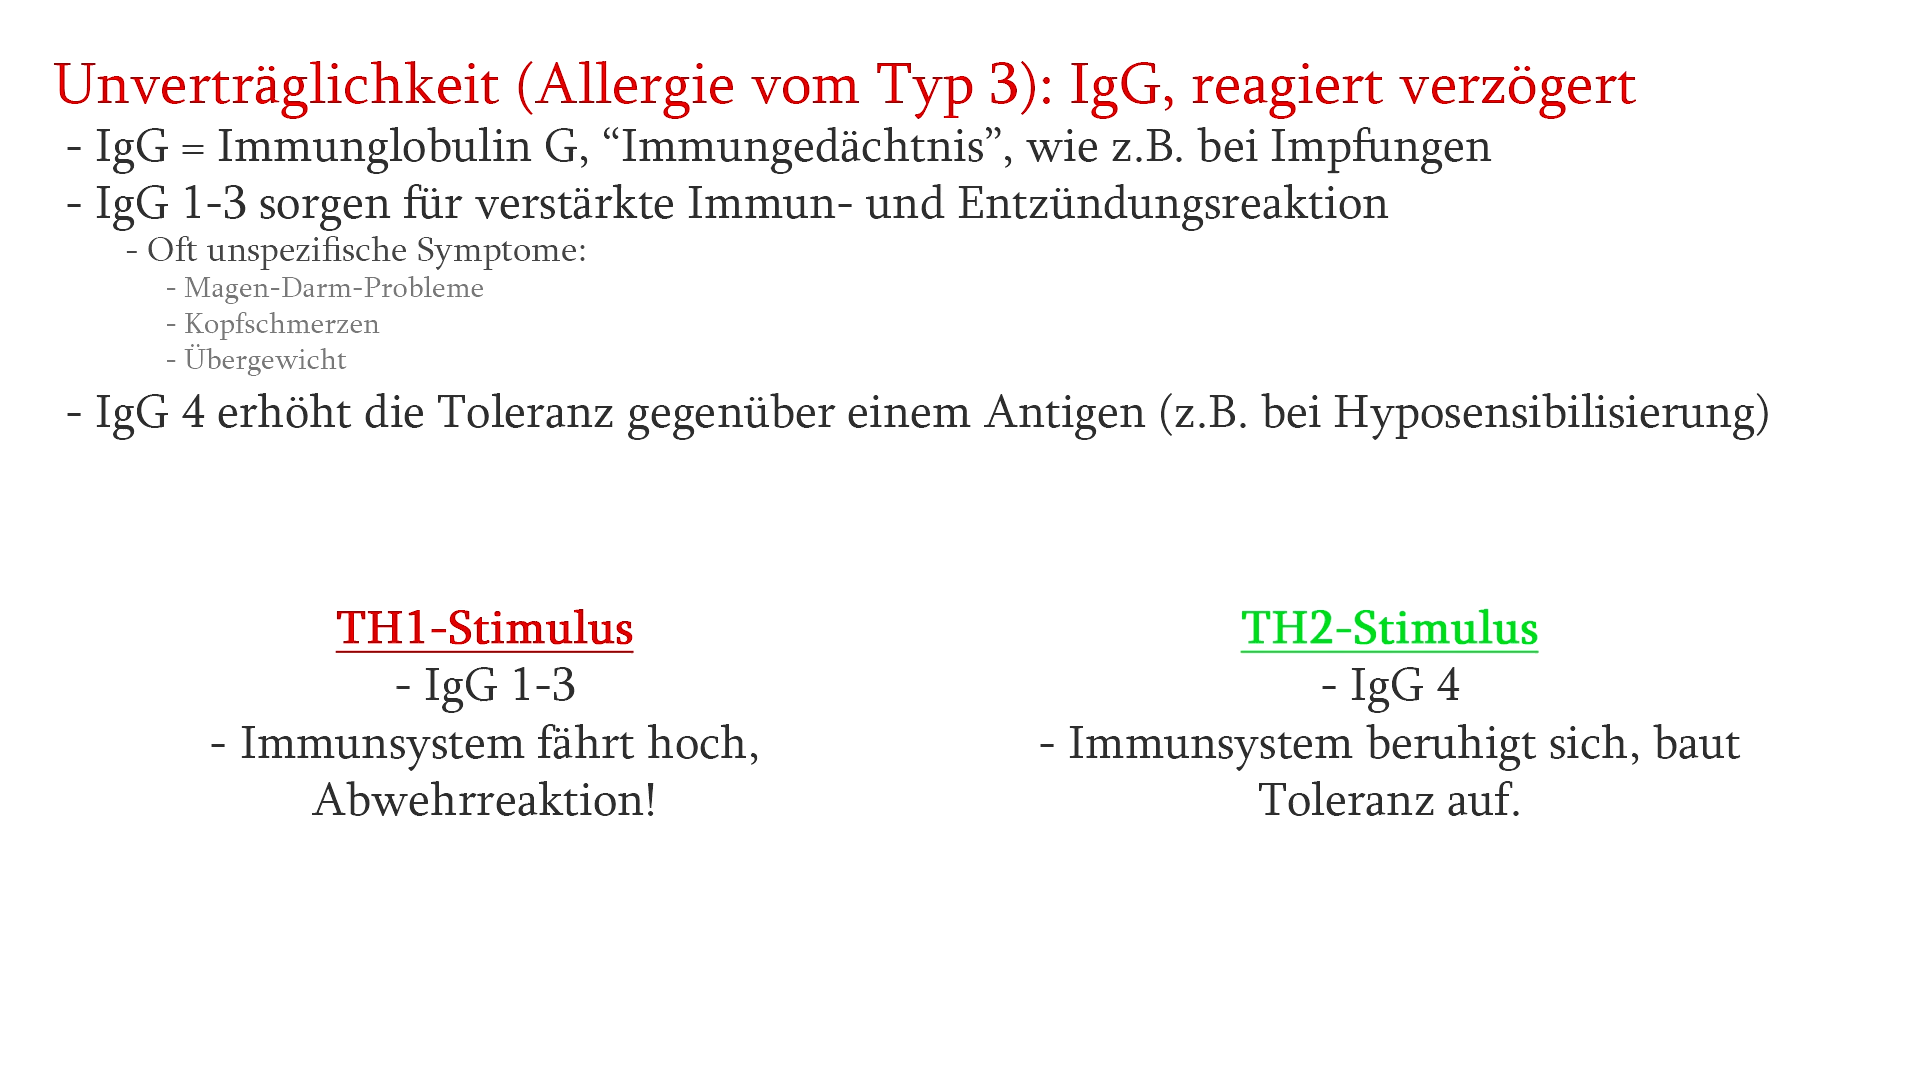 Unverträglichkeit (Allergie vom Typ 3): IgG, reagiert verzögert
- IgG = Immunglobulin G, “Immungedächtnis”, wie z.B. bei Impfungen
- IgG 1-3 sorgen für verstärkte Immun- und Entzündungsreaktion
- Oft unspezifische Symptome:
- Magen-Darm-Probleme
- Kopfschmerzen
- Übergewicht
- IgG 4 erhöht die Toleranz gegenüber einem Antigen (z.B. bei Hyposensibilisierung)
TH1-Stimulus
- IgG 1-3
- Immunsystem fährt hoch,
Abwehrreaktion!
TH2-Stimulus
- IgG 4
- Immunsystem beruhigt sich, baut
Toleranz auf.